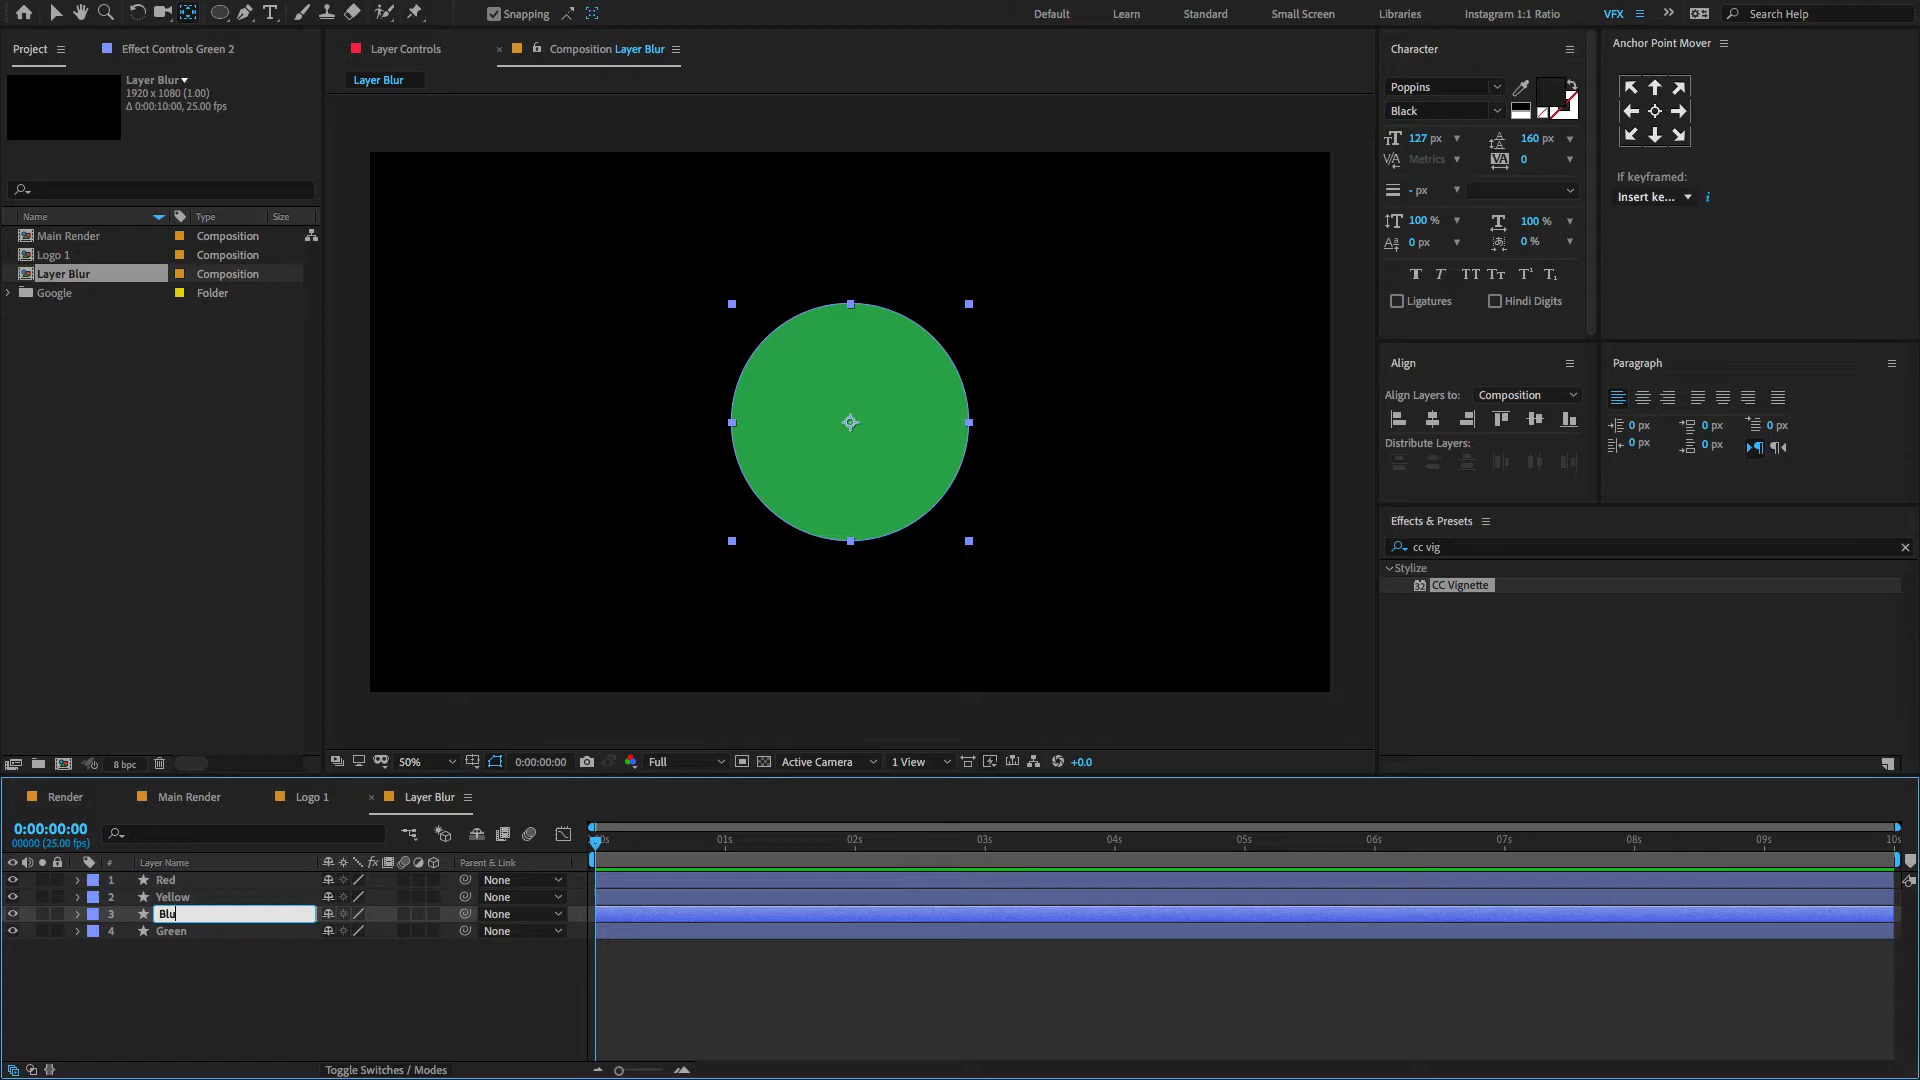 Snapping
Default
Learn
Standard
Small Screen
Libraries
Instagram 1:1 Ratio
VFX
Search Help
Project
Effect Controls Green 2
Layer Controls
Composition Layer Blur
Character
Anchor Point Mover
Layer Blur
1920 x 1080 (1.00)
Δ 0:00:10:00, 25.00 fps
Layer Blur
Poppins
Black
127 px
160 px
Metrics
0
- px
100 %
100 %
0 px
0 %
T T TT Tt T¹ T₁
Ligatures
Hindi Digits
If keyframed:
Insert ke...
Name
Type
Size
Main Render
Composition
Logo 1
Composition
Layer Blur
Composition
Google
Folder
Align
Paragraph
Align Layers to:
Composition
Distribute Layers:
0 px
0 px
0 px
0 px
0 px
Effects & Presets
cc vig
Stylize
32
CC Vignette
8 bpc
50%
0:00:00:00
Full
Active Camera
1 View
+0.0
Render
Main Render
Logo 1
Layer Blur
0:00:00:00
00000 (25.00 fps)
00s
01s
02s
03s
04s
05s
06s
07s
08s
09s
10s
#
Layer Name
fx
Parent & Link
1
Red
None
2
Yellow
None
3
Blu
None
4
Green
None
Toggle Switches / Modes